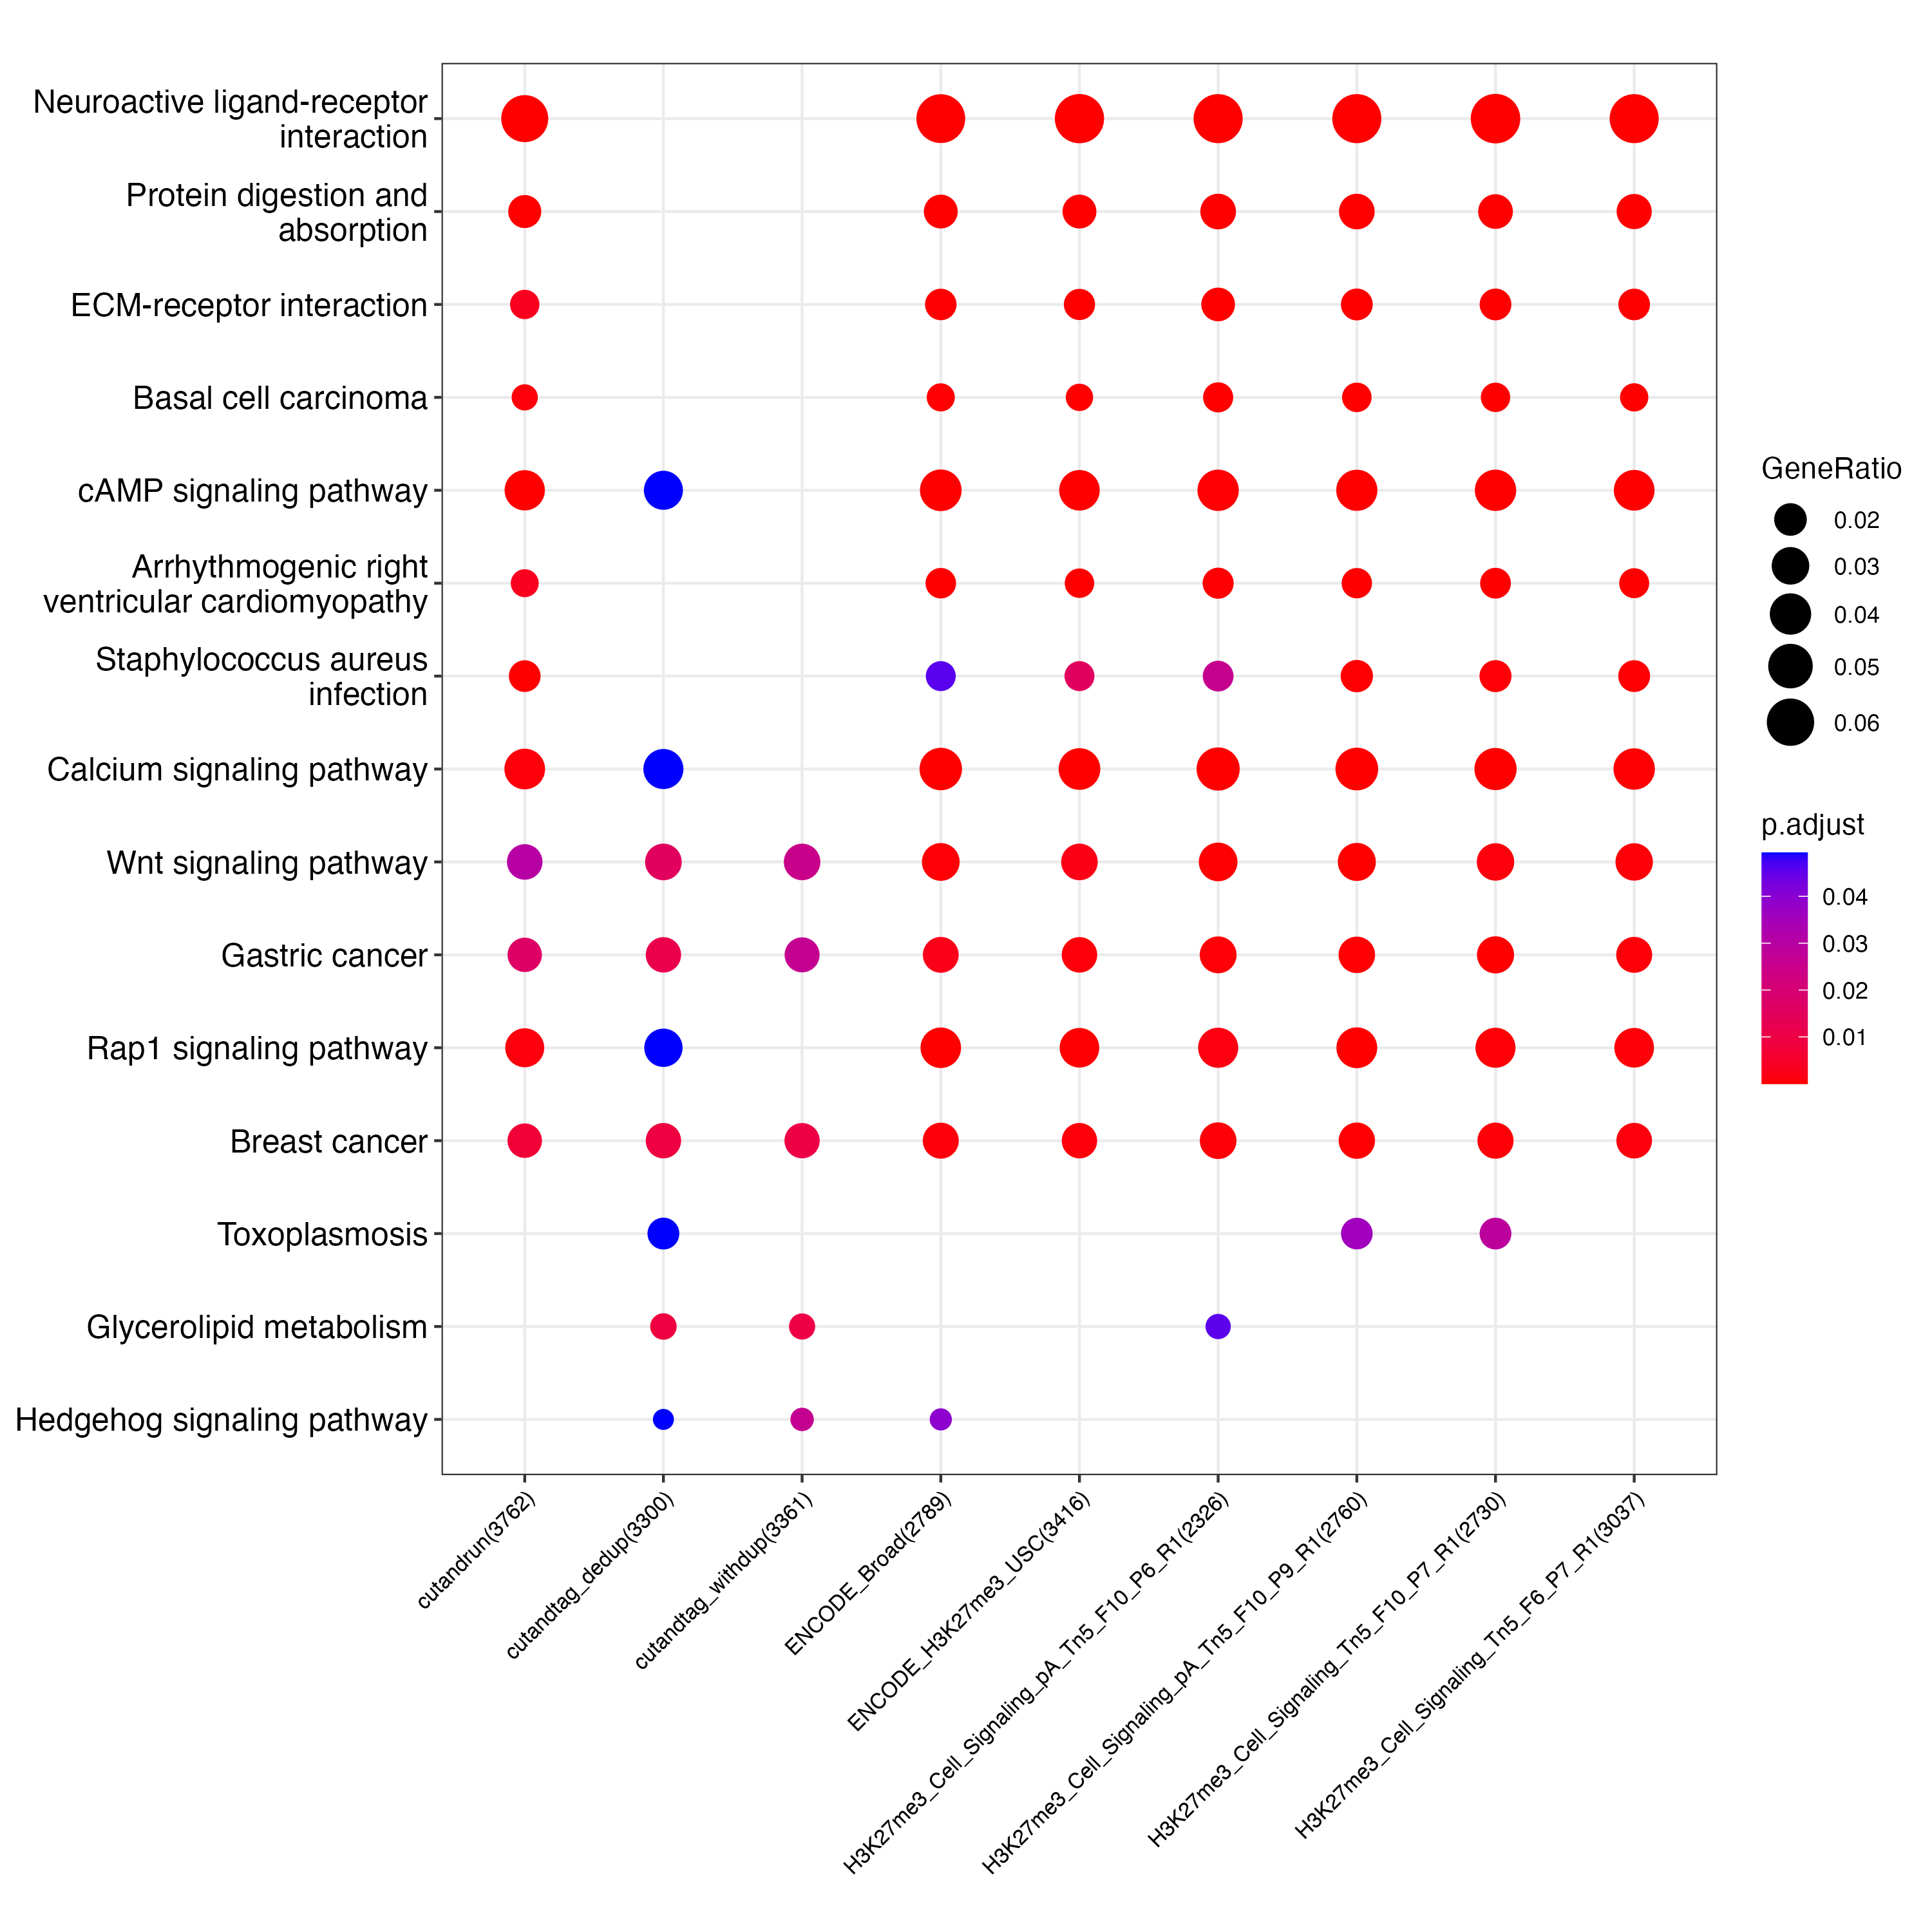 Neuroactive ligand-receptor
interaction
Protein digestion and
absorption
ECM-receptor interaction
Basal cell carcinoma
cAMP signaling pathway
Arrhythmogenic right
ventricular cardiomyopathy
Staphylococcus aureus
infection
Calcium signaling pathway
Wnt signaling pathway
Gastric cancer
Rap1 signaling pathway
Breast cancer
Toxoplasmosis
Glycerolipid metabolism
Hedgehog signaling pathway
cutandrun(3762)
cutandtag_dedup(3300)
cutandtag_withdup(3361)
ENCODE_Broad(2789)
ENCODE_H3K27me3_USC(3416)
H3K27me3_Cell_Signaling_pA_Tn5_F10_P6_R1(2326)
H3K27me3_Cell_Signaling_pA_Tn5_F10_P9_R1(2760)
H3K27me3_Cell_Signaling_Tn5_F10_P7_R1(2730)
H3K27me3_Cell_Signaling_Tn5_F6_P7_R1(3037)
GeneRatio
0.02
0.03
0.04
0.05
0.06
p.adjust
0.04
0.03
0.02
0.01